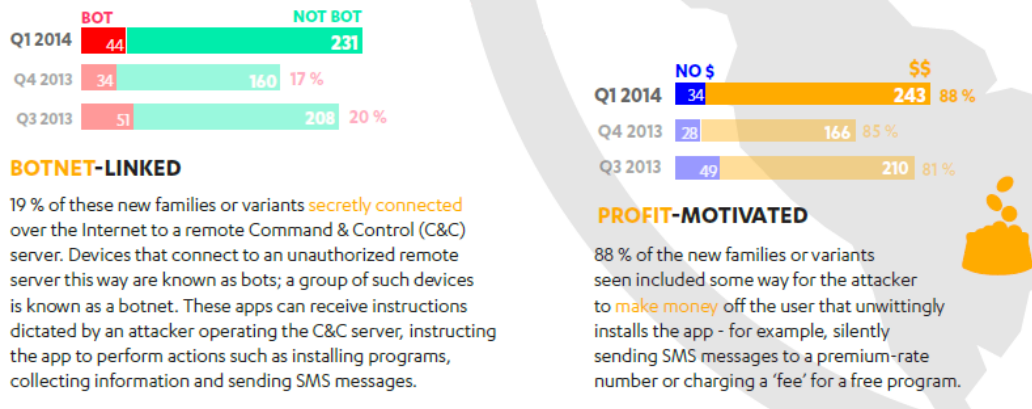 BOT NOT BOT
Q1 2014 44 231
Q4 2013 34 160 17 %
Q3 2013 51 208 20 %
BOTNET-LINKED
19 % of these new families or variants secretly connected
over the Internet to a remote Command & Control (C&C)
server. Devices that connect to an unauthorized remote
server this way are known as bots; a group of such devices
is known as a botnet. These apps can receive instructions
dictated by an attacker operating the C&C server, instructing
the app to perform actions such as installing programs,
collecting information and sending SMS messages.
NO $ $$
Q1 2014 34 243 88 %
Q4 2013 28 166 85 %
Q3 2013 49 210 81 %
PROFIT-MOTIVATED
88 % of the new families or variants
seen included some way for the attacker
to make money off the user that unwittingly
installs the app - for example, silently
sending SMS messages to a premium-rate
number or charging a ‘fee’ for a free program.